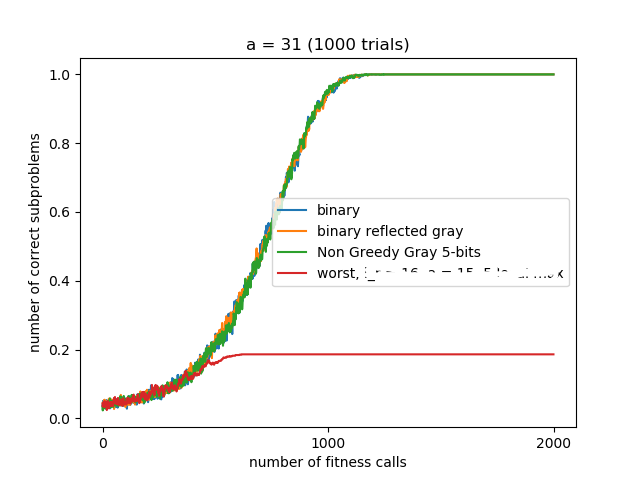 a = 31 (1000 trials)
number of correct subproblems
1.0
0.8
0.6
0.4
0.2
0.0
binary
binary reflected gray
Non Greedy Gray 5-bits
worst,
0
1000
2000
number of fitness calls